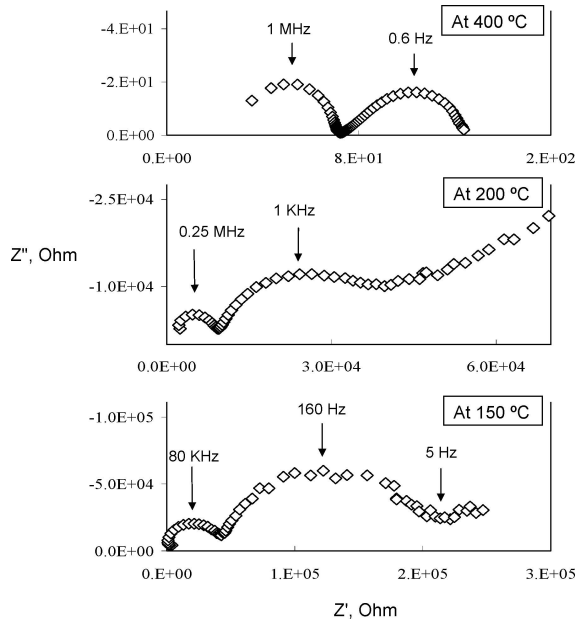 At 400 ºC
1 MHz
0.6 Hz
-4.E+01
-2.E+01
0.E+00
0.E+00
8.E+01
2.E+02
At 200 ºC
-2.5E+04
1 KHz
0.25 MHz
Z", Ohm
-1.0E+04
0.0E+00
3.0E+04
6.0E+04
At 150 ºC
-1.0E+05
160 Hz
80 KHz
5 Hz
-5.0E+04
0.0E+00
0.E+00
1.E+05
2.E+05
3.E+05
Z', Ohm